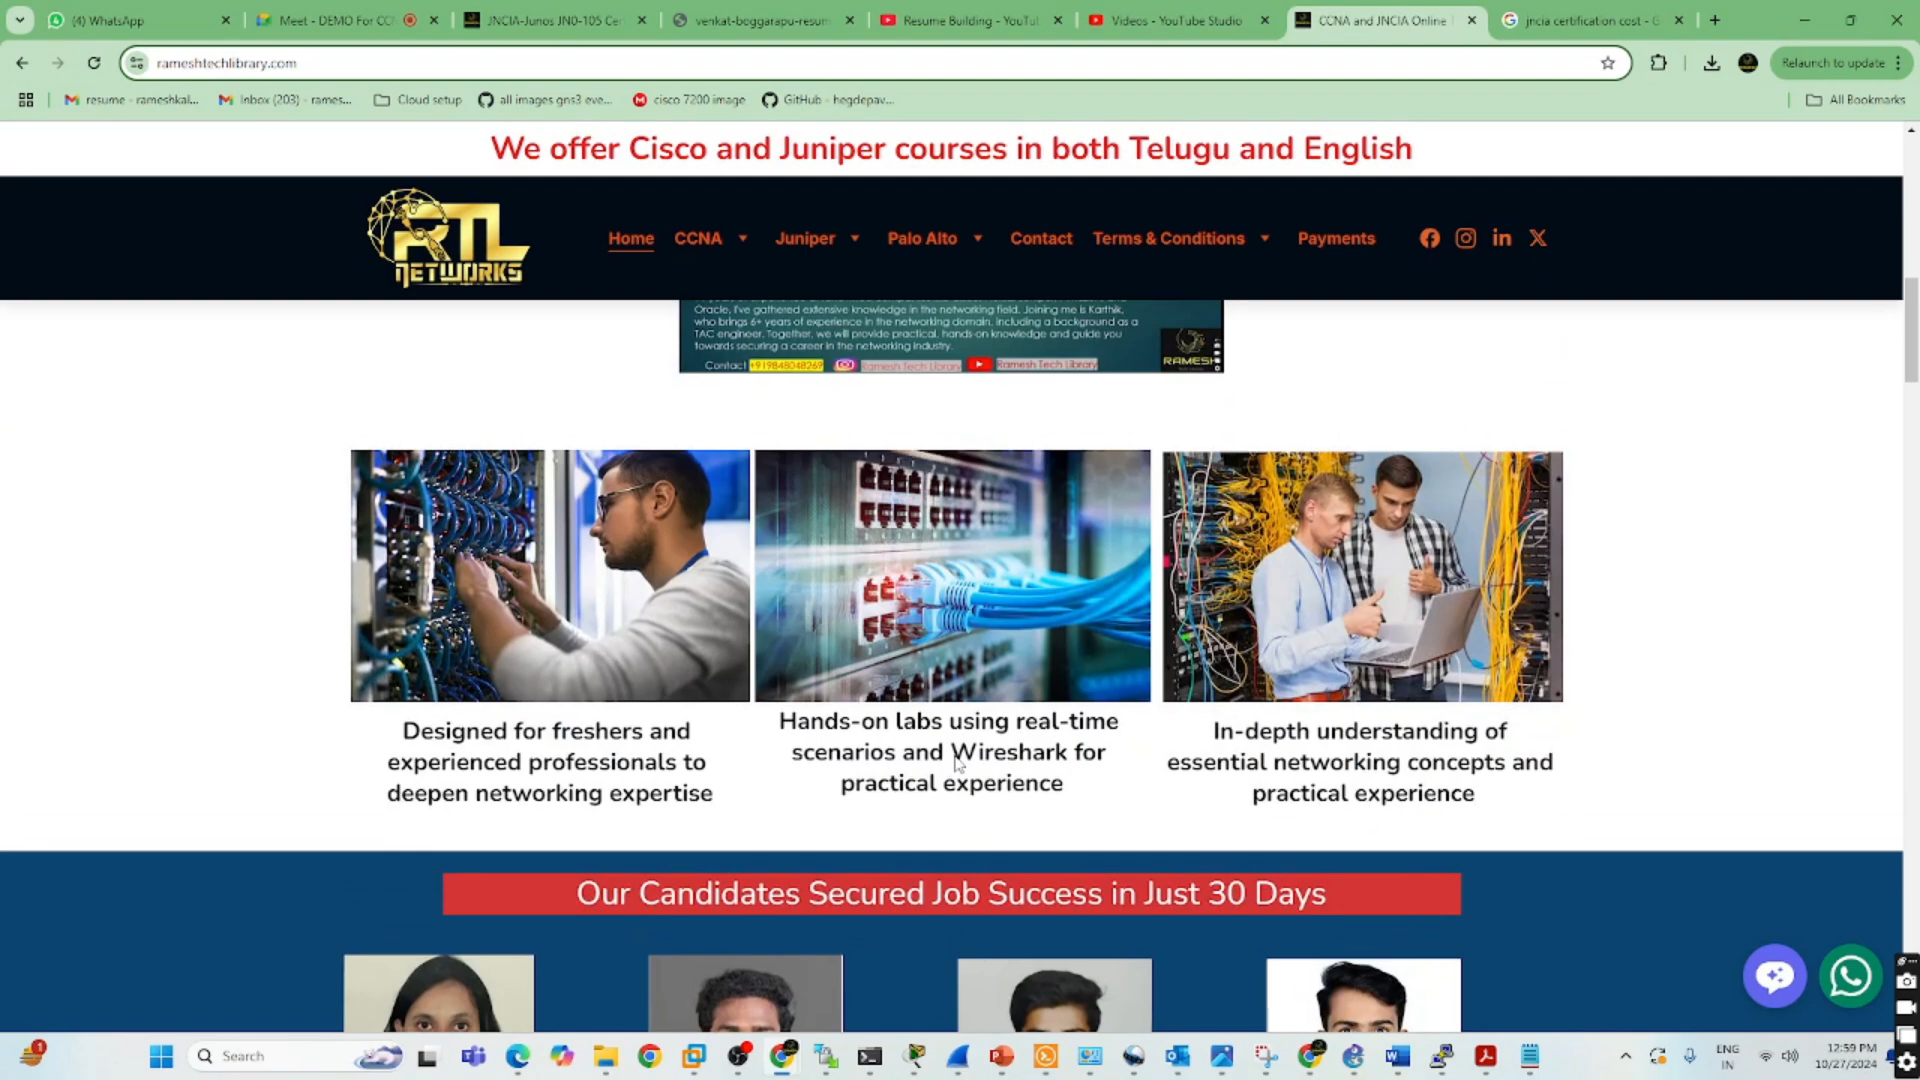 (4) WhatsApp
Meet - DEMO For CC
JNCIA-Junos JN0-105 Cer
venkat-boggarapu-resum
Resume Building - YouTu
Videos - YouTube Studio
CCNA and JNCIA Online
jncia certification cost - G
rameshtechlibrary.com
Relaunch to update
resume - rameshkal...
Inbox (203) - rames...
Cloud setup
all images gns3 eve...
cisco 7200 image
GitHub - hegdepav...
All Bookmarks
We offer Cisco and Juniper courses in both Telugu and English
RTL
NETWORKS
Home
CCNA
Juniper
Palo Alto
Contact
Terms & Conditions
Payments
Oracle, I've gathered extensive knowledge in the networking field. Joining me is Karthik,
who brings 6+ years of experience in the networking domain, including a background as a
TAC engineer. Together, we will provide practical, hands-on knowledge and guide you
towards securing a career in the networking industry.
Contact +919848048269 Ramesh Tech Library Ramesh Tech Library
RAMESH
Designed for freshers and
experienced professionals to
deepen networking expertise
Hands-on labs using real-time
scenarios and Wireshark for
practical experience
In-depth understanding of
essential networking concepts and
practical experience
Our Candidates Secured Job Success in Just 30 Days
1
Search
ENG
IN
12:59 PM
10/27/2024